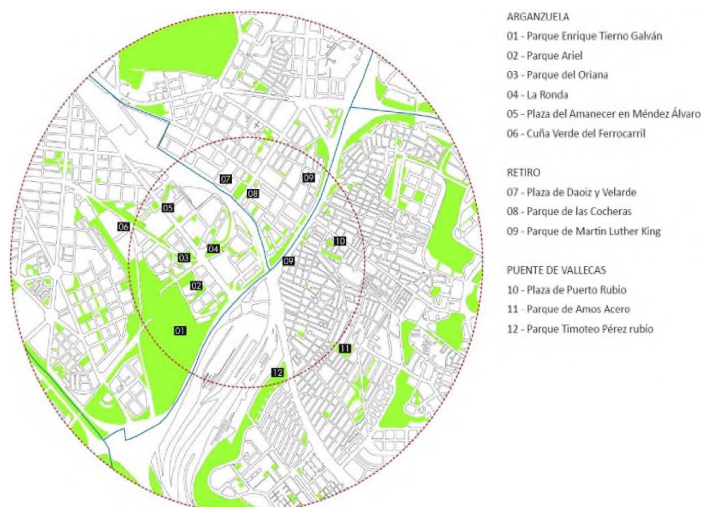 ARGANZUELA
01 - Parque Enrique Tierno Galván
02 - Parque Ariel
03 - Parque del Oriana
04 - La Ronda
05 - Plaza del Amanecer en Méndez Álvaro
06 - Cuña Verde del Ferrocarril
RETIRO
07 - Plaza de Daoiz y Velarde
08 - Parque de las Cocheras
09 - Parque de Martin Luther King
PUENTE DE VALLECAS
10 - Plaza de Puerto Rubio
11 - Parque de Amos Acero
12 - Parque Timoteo Pérez rubio
07
09
08
05
06
10
04
03
09
02
01
11
12